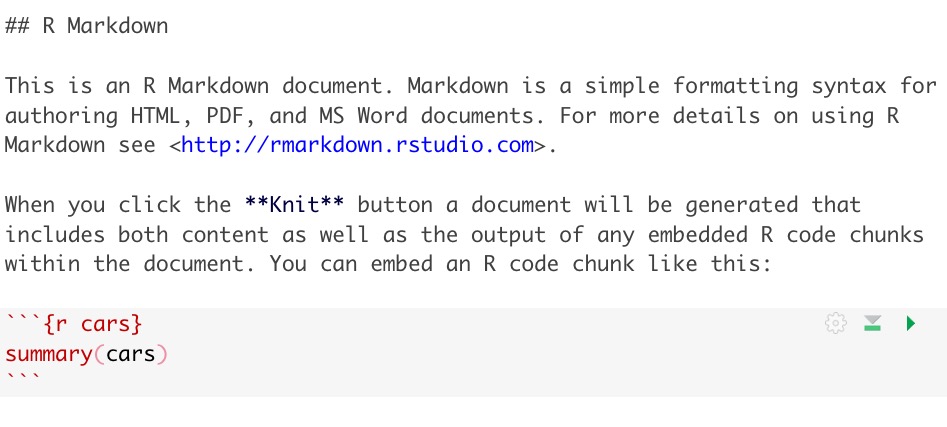 ## R Markdown
This is an R Markdown document. Markdown is a simple formatting syntax for
authoring HTML, PDF, and MS Word documents. For more details on using R
Markdown see <http://rmarkdown.rstudio.com>.
When you click the **Knit** button a document will be generated that
includes both content as well as the output of any embedded R code chunks
within the document. You can embed an R code chunk like this:
```{r cars}
summary(cars)
```